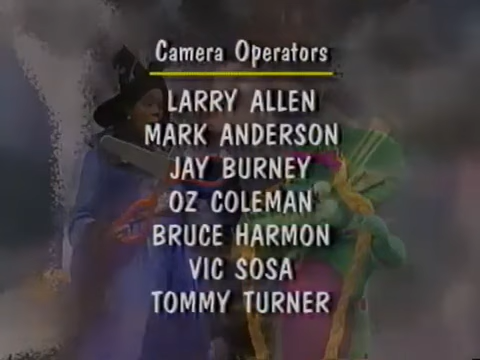 Camera Operators
LARRY ALLEN
MARK ANDERSON
JAY BURNEY
OZ COLEMAN
BRUCE HARMON
VIC SOSA
TOMMY TURNER